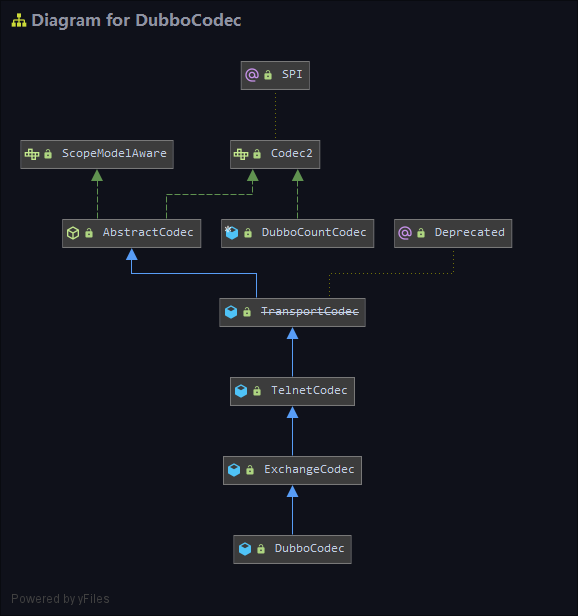 Diagram for DubboCodec
@ SPI
ScopeModelAware
Codec2
AbstractCodec
DubboCountCodec
@ Deprecated
TransportCodec
TelnetCodec
ExchangeCodec
DubboCodec
Powered by yFiles